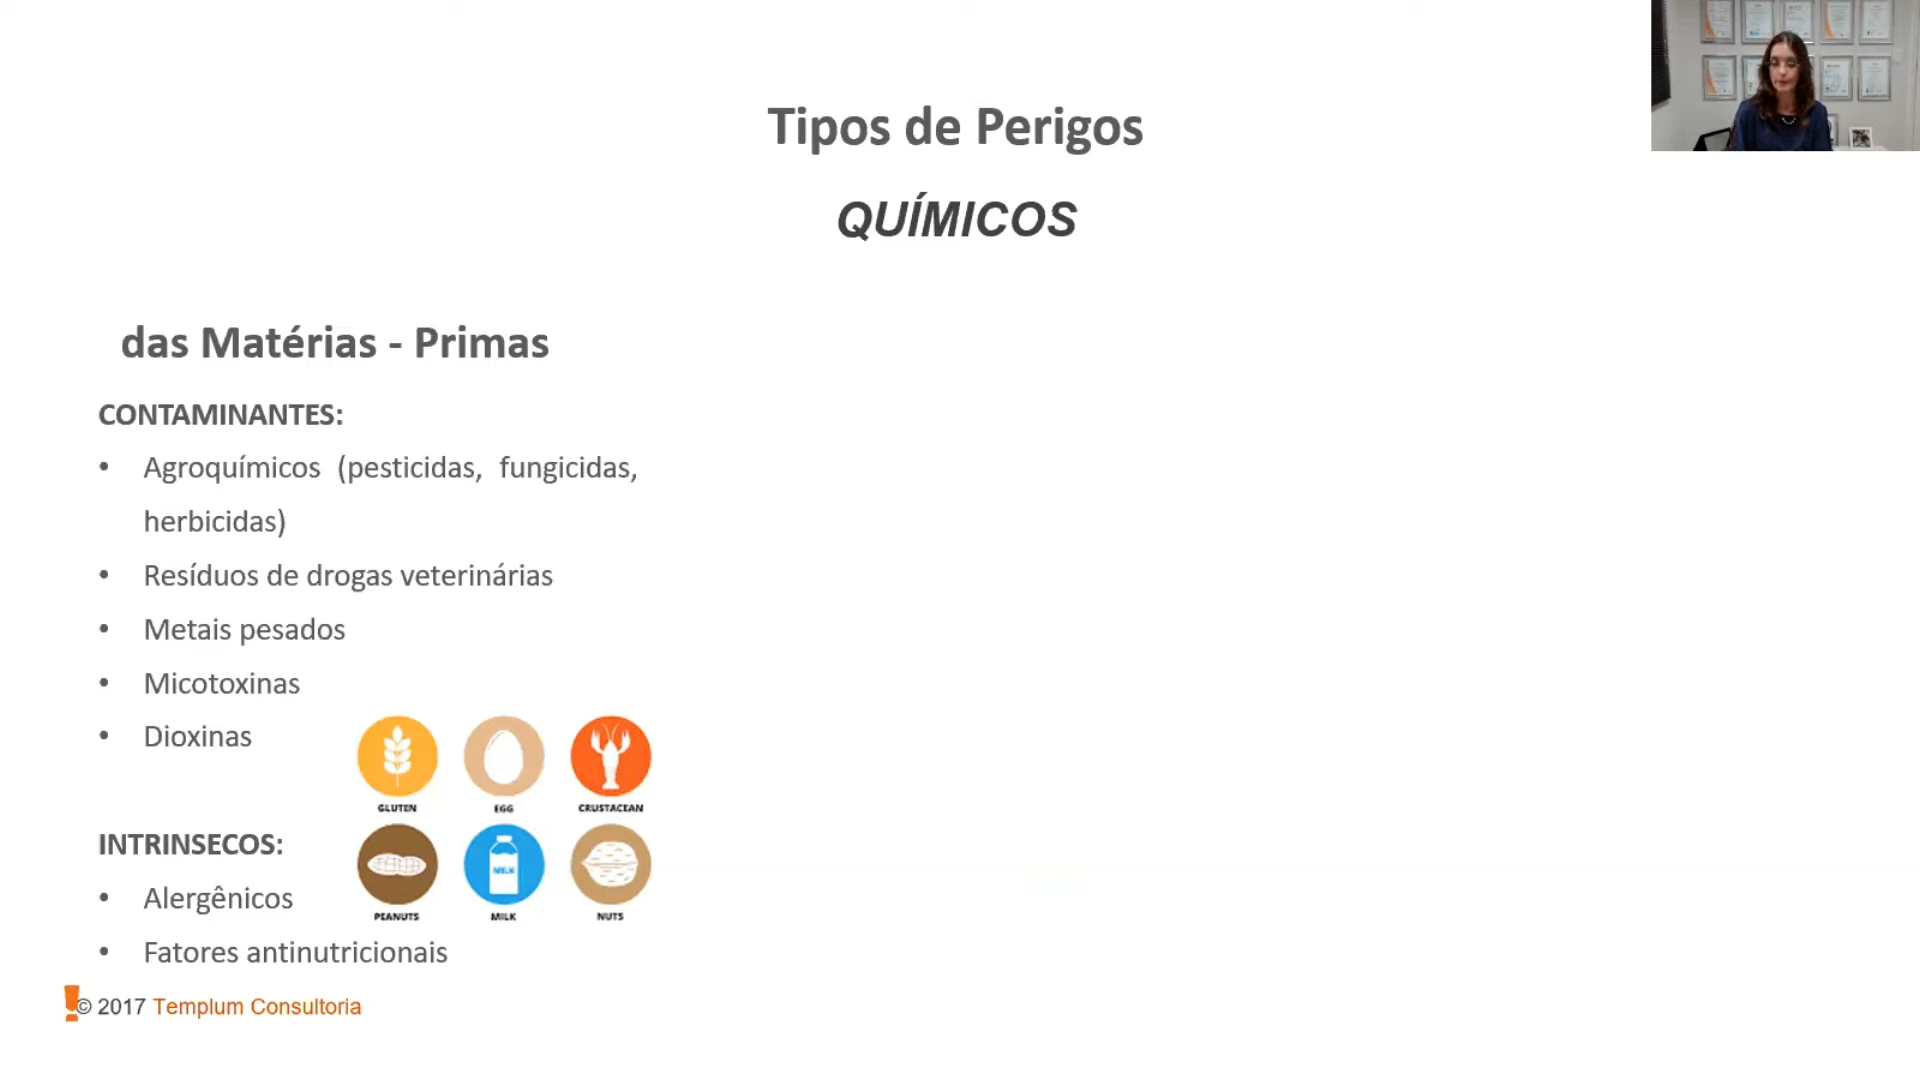 Tipos de Perigos
QUÍMICOS
das Matérias - Primas
CONTAMINANTES:
• Agroquímicos (pesticidas, fungicidas,
herbicidas)
• Resíduos de drogas veterinárias
• Metais pesados
• Micotoxinas
• Dioxinas
GLUTEN EGG CRUSTACEAN
INTRINSECOS:
• Alergênicos
MILK
PEANUTS MILK NUTS
• Fatores antinutricionais
© 2017 Templum Consultoria